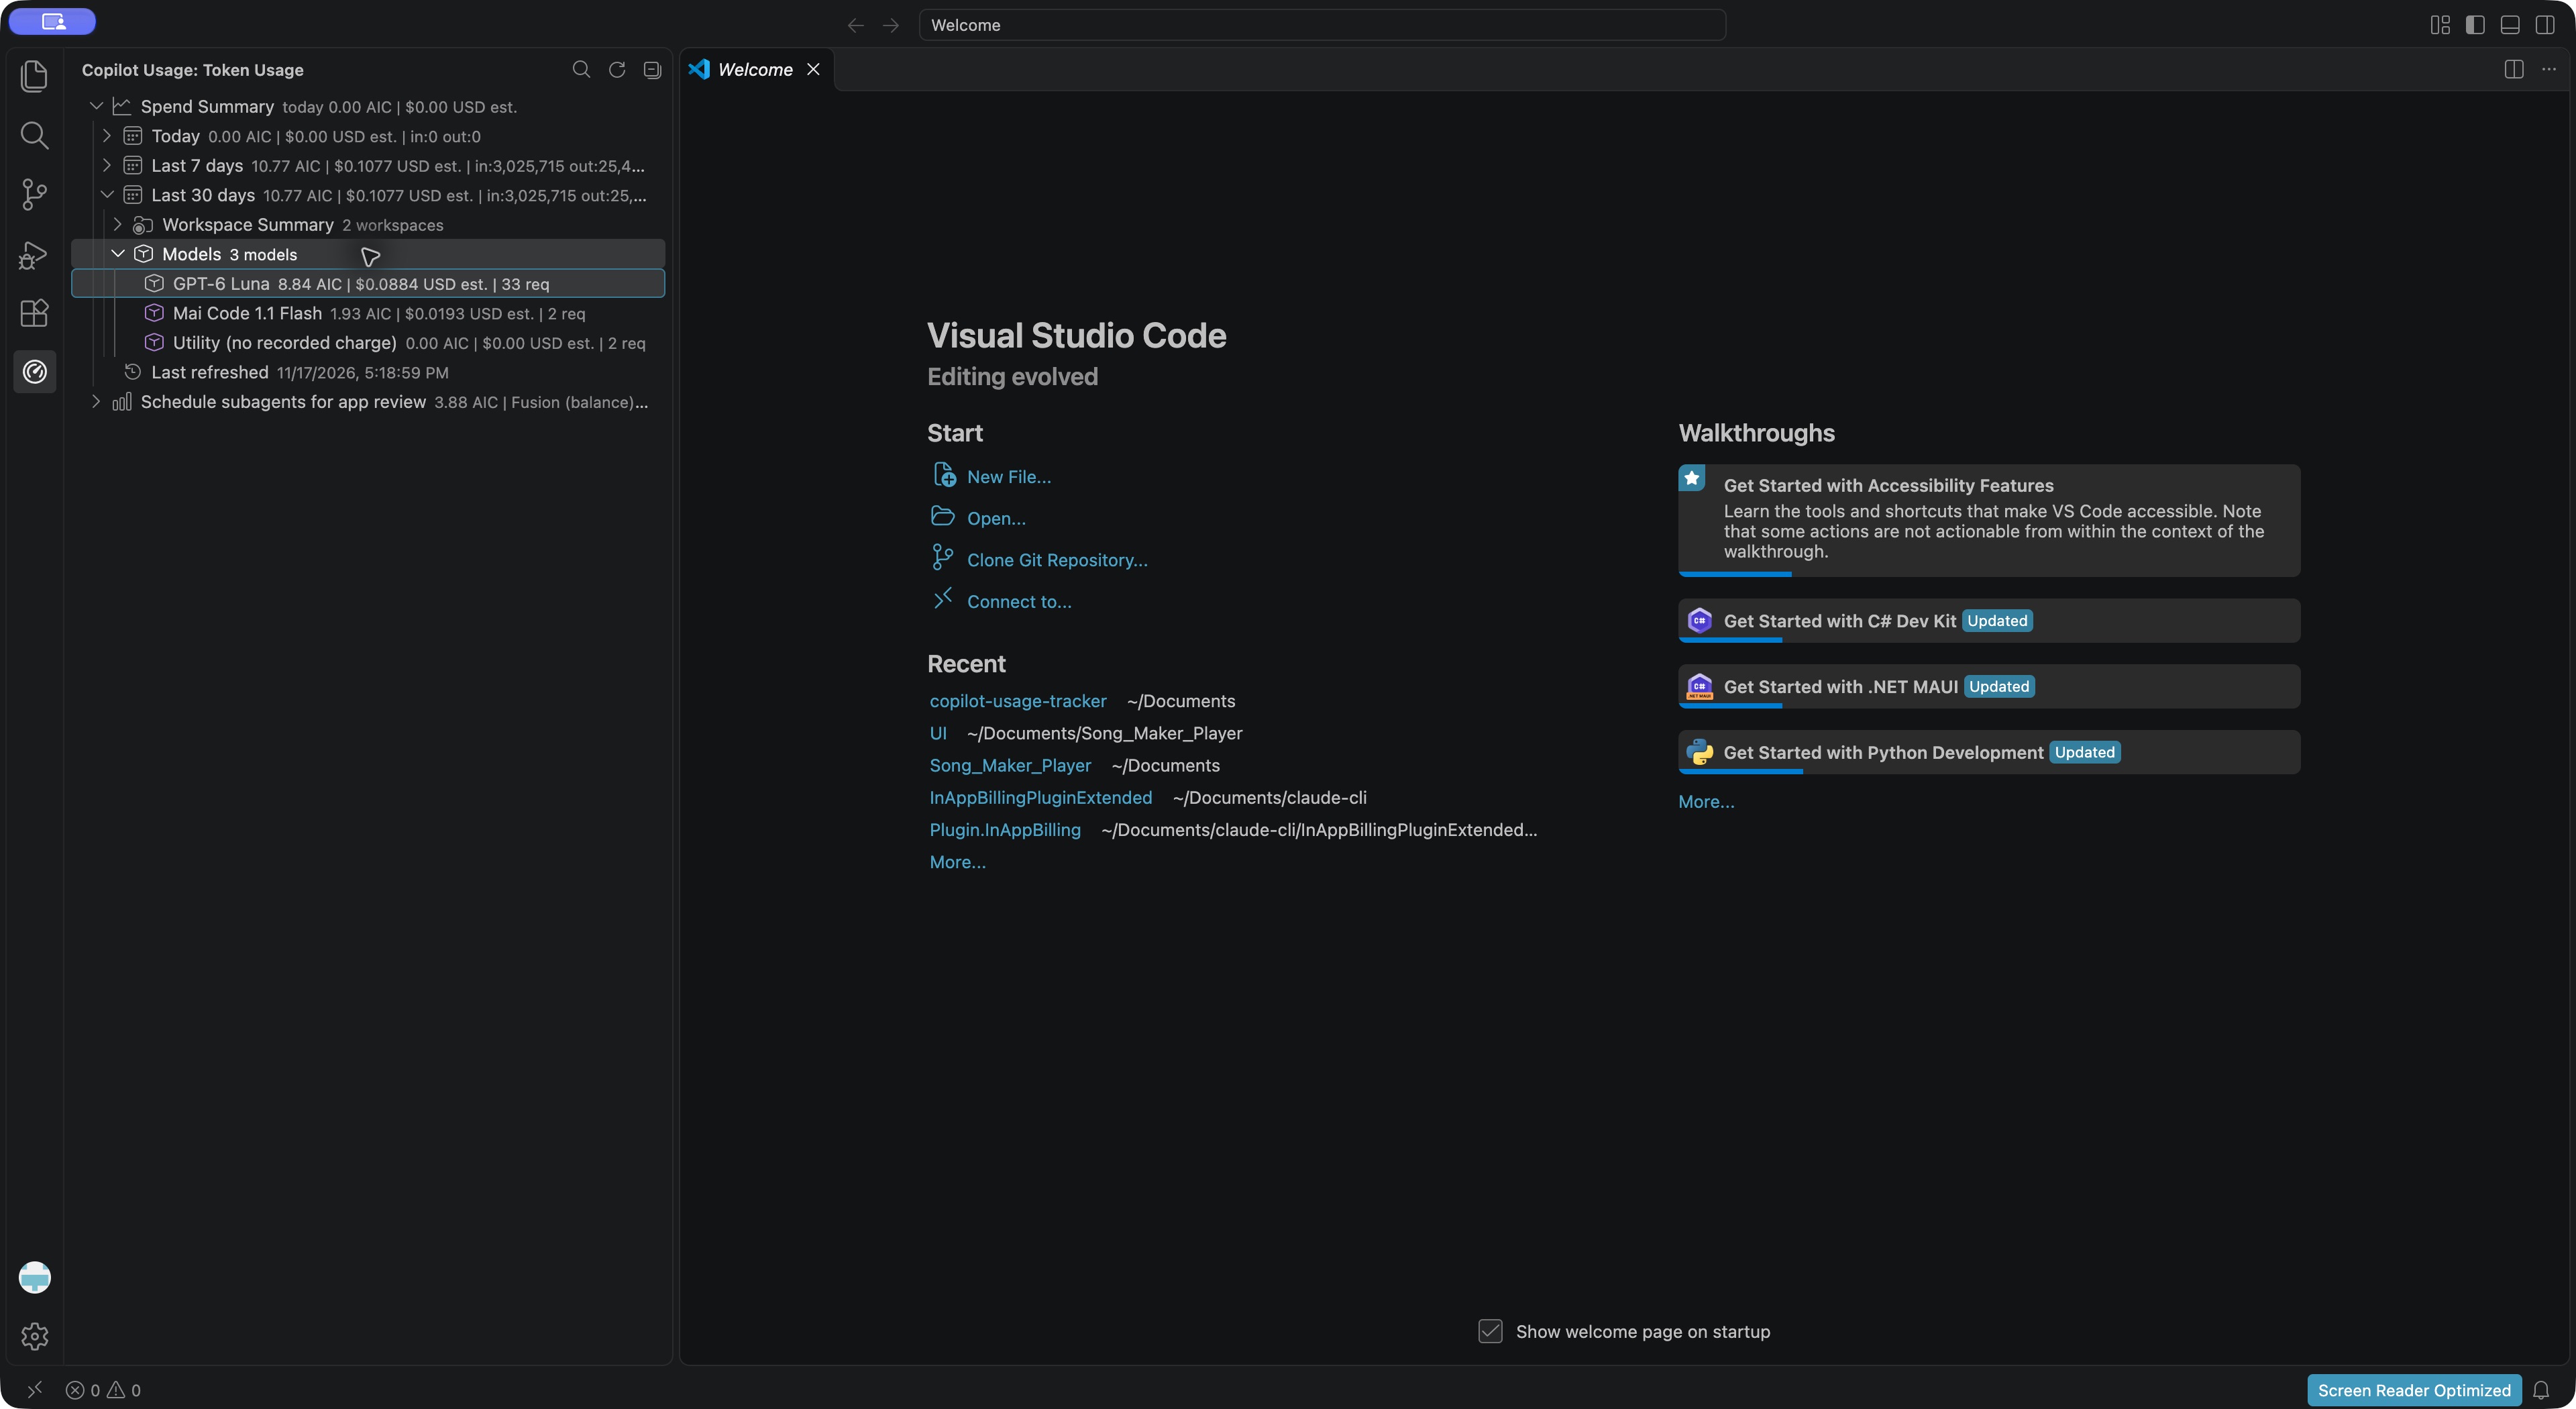 Welcome
Copilot Usage: Token Usage
Spend Summary today 0.00 AIC | $0.00 USD est.
Today 0.00 AIC | $0.00 USD est. | in:0 out:0
Last 7 days 10.77 AIC | $0.1077 USD est. | in:3,025,715 out:25,4...
Last 30 days 10.77 AIC | $0.1077 USD est. | in:3,025,715 out:25,...
Workspace Summary 2 workspaces
Models 3 models
GPT-6 Luna 8.84 AIC | $0.0884 USD est. | 33 req
Mai Code 1.1 Flash 1.93 AIC | $0.0193 USD est. | 2 req
Utility (no recorded charge) 0.00 AIC | $0.00 USD est. | 2 req
Last refreshed 11/17/2026, 5:18:59 PM
Schedule subagents for app review 3.88 AIC | Fusion (balance)...
Welcome
Visual Studio Code
Editing evolved
Start
New File...
Open...
Clone Git Repository...
Connect to...
Recent
copilot-usage-tracker ~/Documents
UI ~/Documents/Song_Maker_Player
Song_Maker_Player ~/Documents
InAppBillingPluginExtended ~/Documents/claude-cli
Plugin.InAppBilling ~/Documents/claude-cli/InAppBillingPluginExtended...
More...
Walkthroughs
Get Started with Accessibility Features
Learn the tools and shortcuts that make VS Code accessible. Note
that some actions are not actionable from within the context of the
walkthrough.
C# Get Started with C# Dev Kit Updated
C# .NET MAUI Get Started with .NET MAUI Updated
Get Started with Python Development Updated
More...
Show welcome page on startup
0 0
Screen Reader Optimized